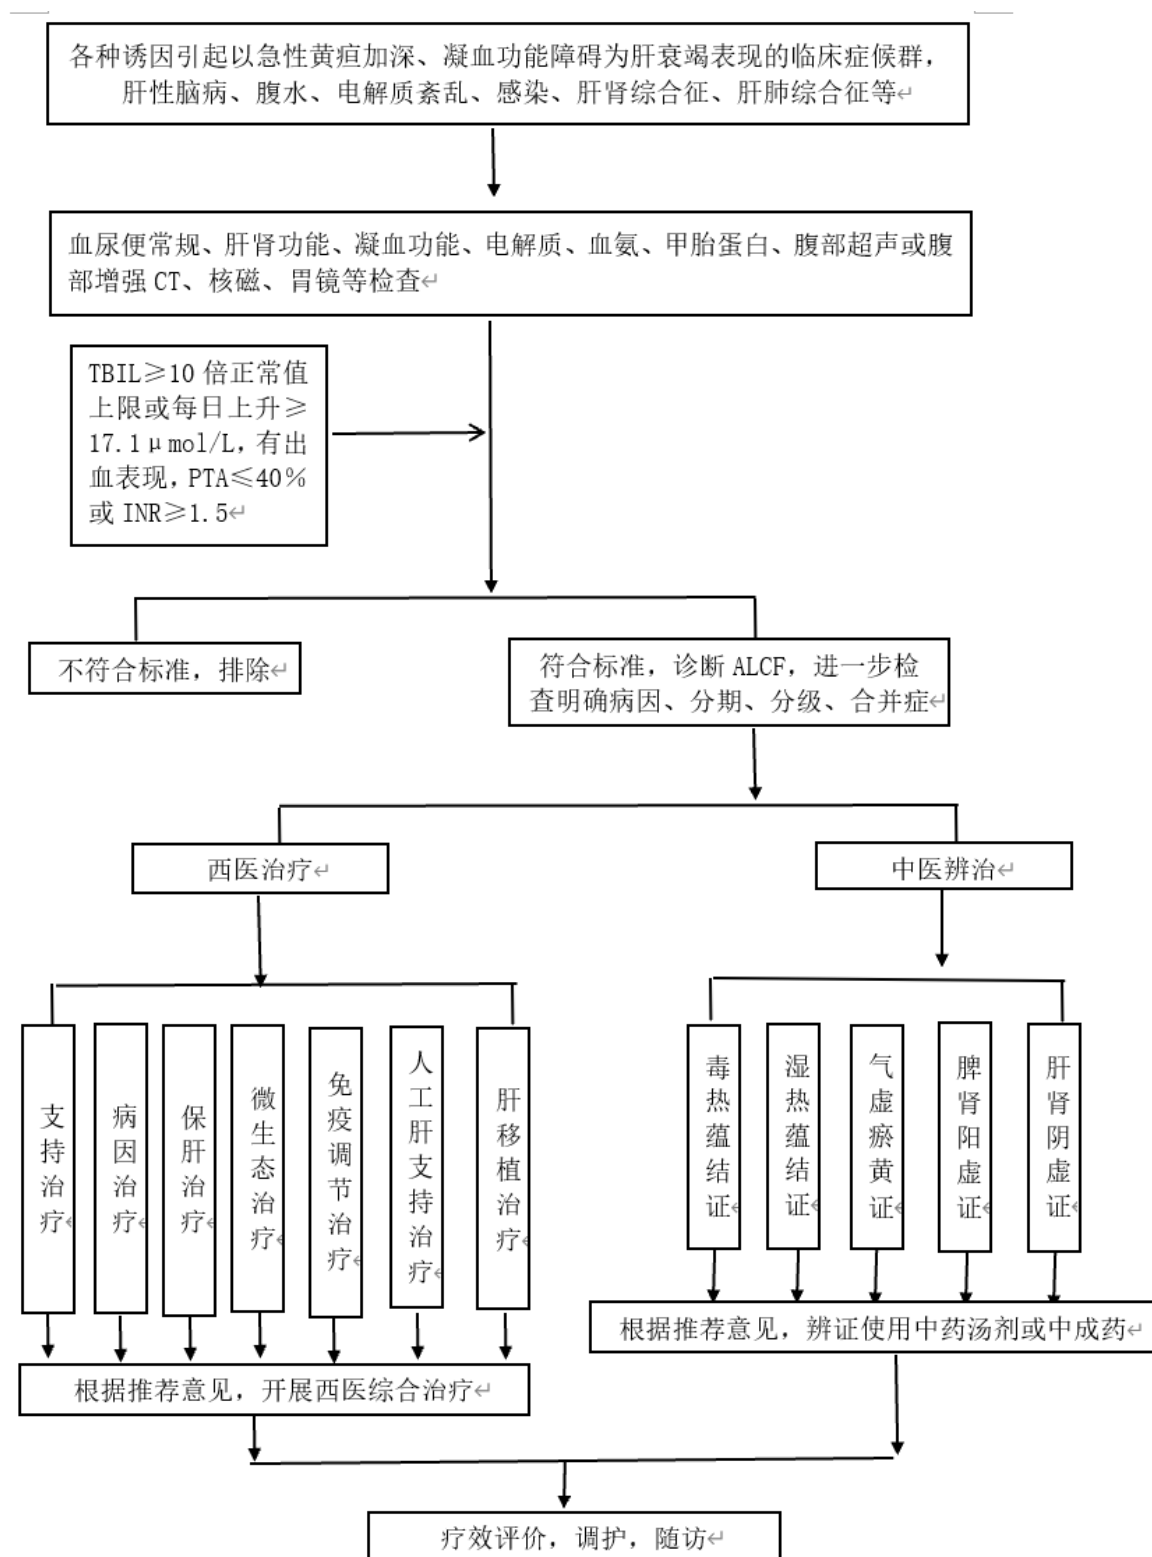 各种诱因引起以急性黄疸加深、凝血功能障碍为肝衰竭表现的临床症候群，
肝性脑病、腹水、电解质紊乱、感染、肝肾综合征、肝肺综合征等↵
血尿便常规、肝肾功能、凝血功能、电解质、血氨、甲胎蛋白、腹部超声或腹
部增强 CT、核磁、胃镜等检查↵
TBIL≥10 倍正常值
上限或每日上升≥
17.1μmol/L，有出
血表现，PTA≤40%
或 INR≥1.5↵
不符合标准，排除↵
符合标准，诊断 ALCF，进一步检
查明确病因、分期、分级、合并症↵
西医治疗↵
中医辨治↵
支持治疗↵
病因治疗↵
保肝治疗↵
微生态治疗↵
免疫调节治疗↵
人工肝支持治疗↵
肝移植治疗↵
毒热蕴结证↵
湿热蕴结证↵
气虚瘀黄证↵
脾肾阳虚证↵
肝肾阴虚证↵
根据推荐意见，辨证使用中药汤剂或中成药↵
根据推荐意见，开展西医综合治疗↵
疗效评价，调护，随访↵